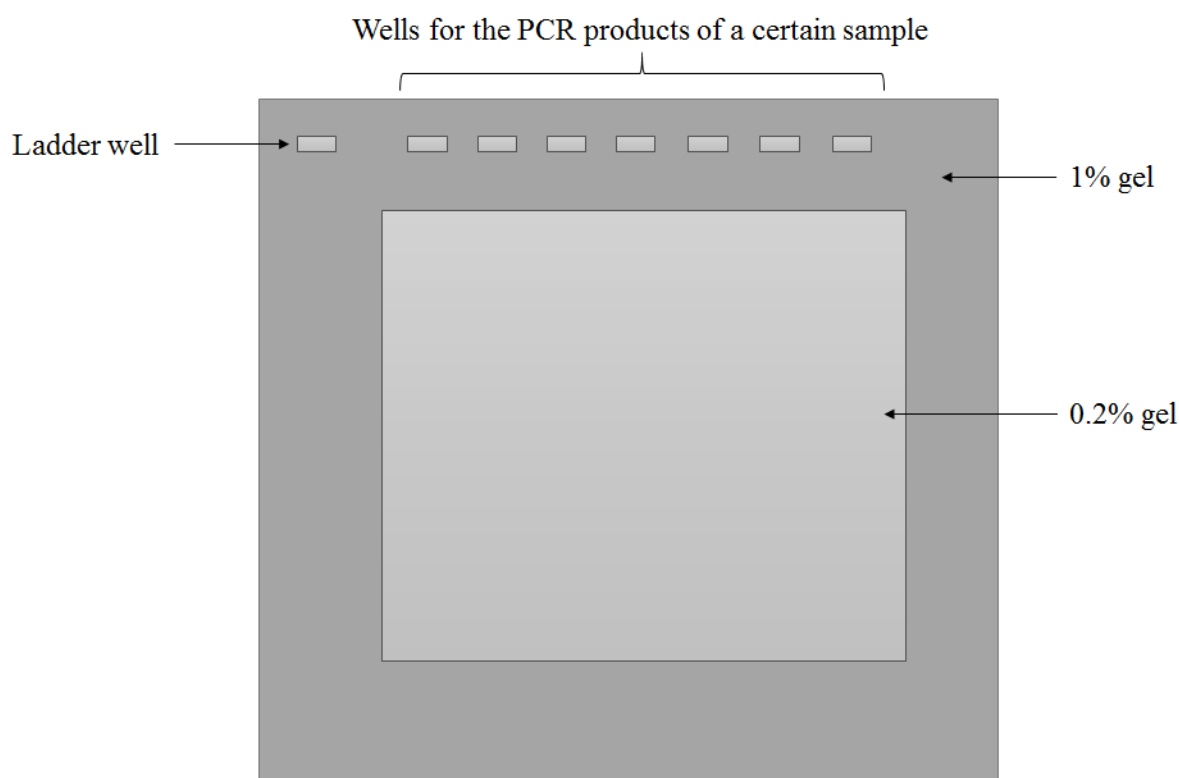 Wells for the PCR products of a certain sample
Ladder well
1% gel
0.2% gel